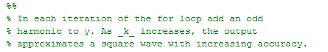 %%
% In each iteration of the for loop add an odd
% harmonic to y. As _k_ increases, the output
% approximates a square wave with increasing accuracy.